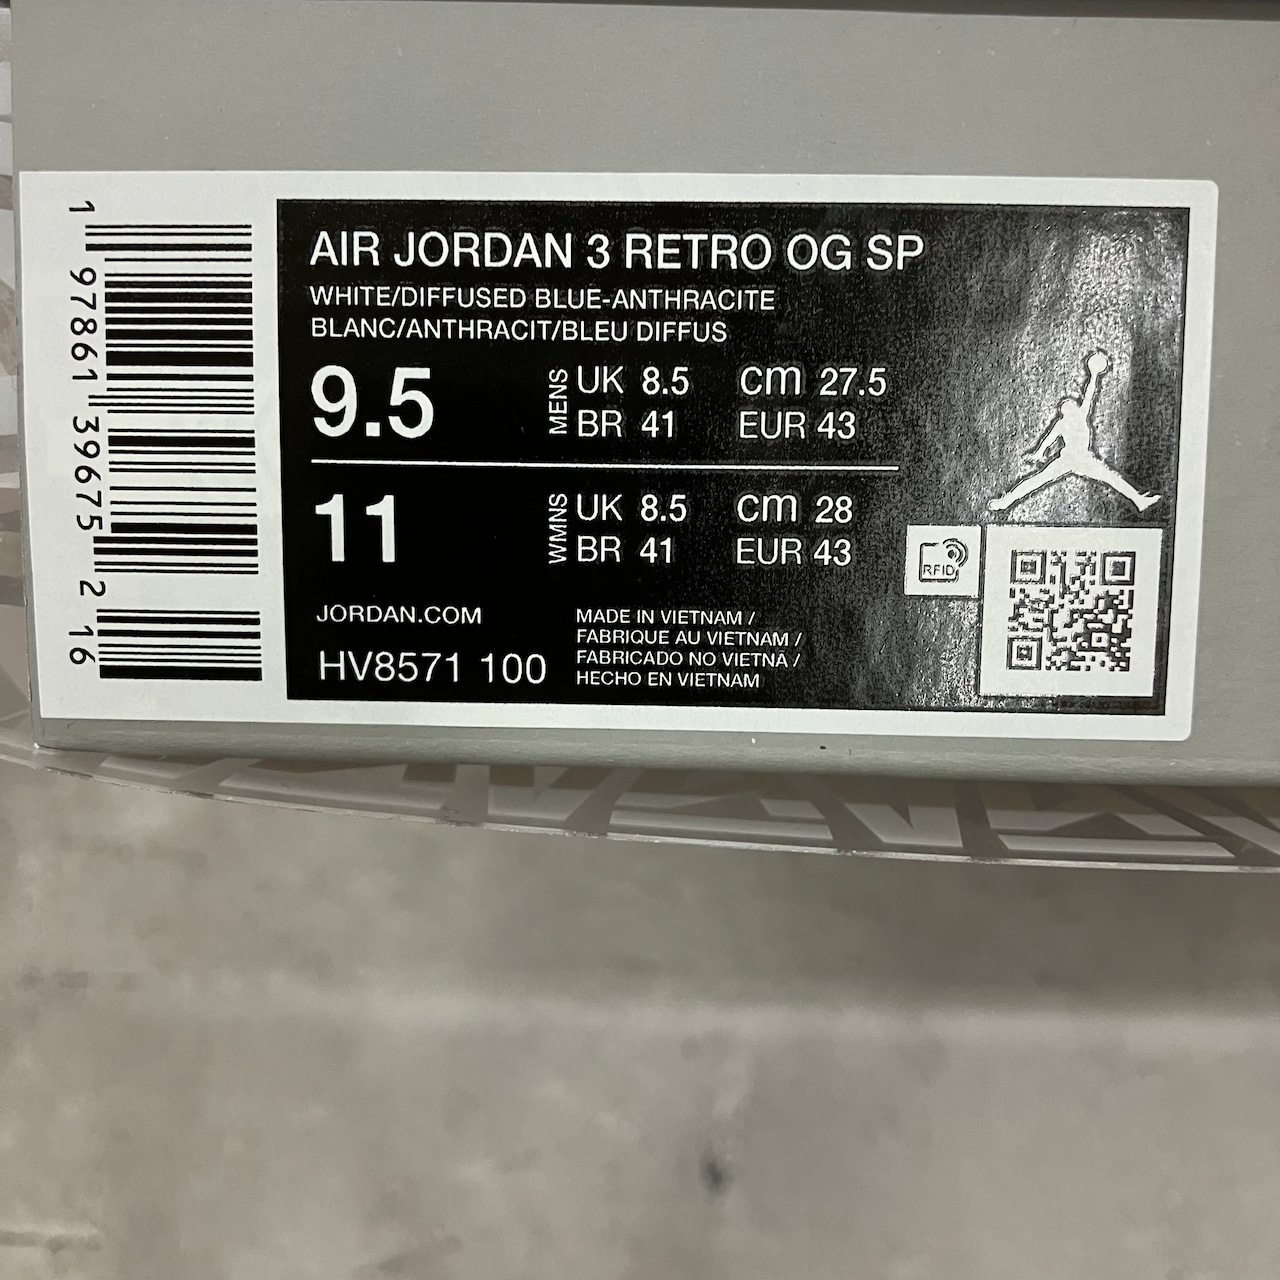 1 97861 39675 2 16
AIR JORDAN 3 RETRO OG SP
WHITE/DIFFUSED BLUE-ANTHRACITE
BLANC/ANTHRACIT/BLEU DIFFUS
9.5 MENS UK 8.5 cm 27.5
BR 41 EUR 43
11 WMNS UK 8.5 cm 28
BR 41 EUR 43
RFID
JORDAN.COM
HV8571 100
MADE IN VIETNAM /
FABRIQUE AU VIETNAM /
FABRICADO NO VIETNÃ /
HECHO EN VIETNAM